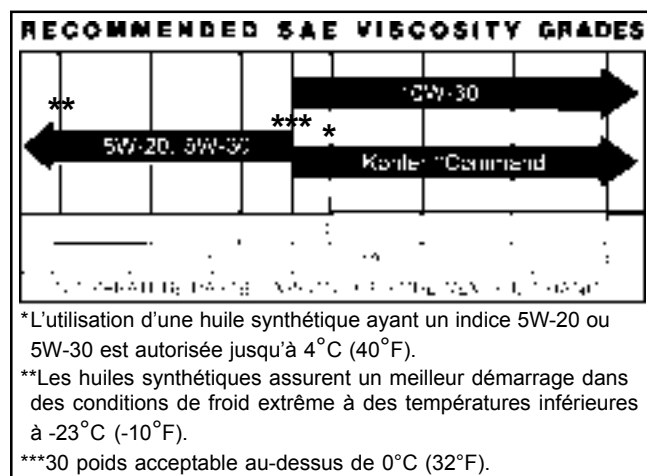 RECOMMENDED SAE VISCOSITY GRADES
10W-30
**
***
*
5W-20, 5W-30
Kohler Command
*L'utilisation d'une huile synthétique ayant un indice 5W-20 ou
5W-30 est autorisée jusqu'à 4°C (40°F).
**Les huiles synthétiques assurent un meilleur démarrage dans
des conditions de froid extrême à des températures inférieures
à -23°C (-10°F).
***30 poids acceptable au-dessus de 0°C (32°F).